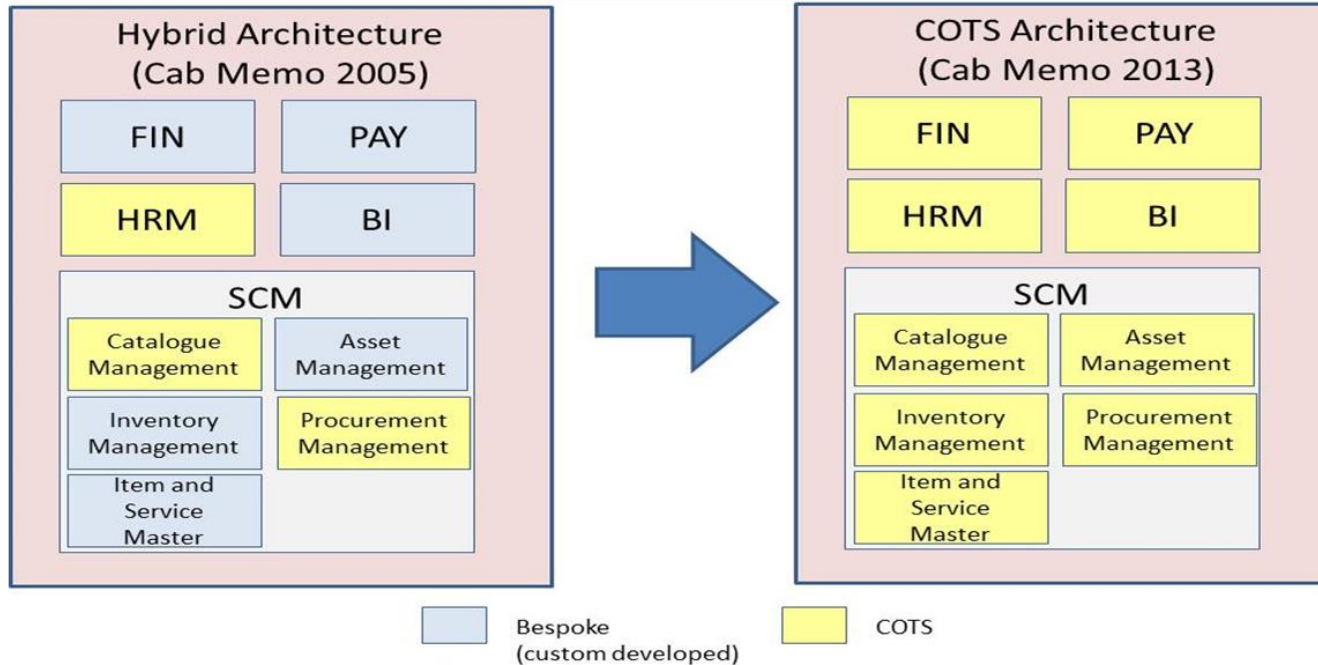 Hybrid Architecture
(Cab Memo 2005)
FIN
PAY
HRM
BI
SCM
Catalogue
Management
Asset
Management
Inventory
Management
Procurement
Management
Item and
Service
Master
COTS Architecture
(Cab Memo 2013)
FIN
PAY
HRM
BI
SCM
Catalogue
Management
Asset
Management
Inventory
Management
Procurement
Management
Item and
Service
Master
Bespoke
(custom developed)
COTS